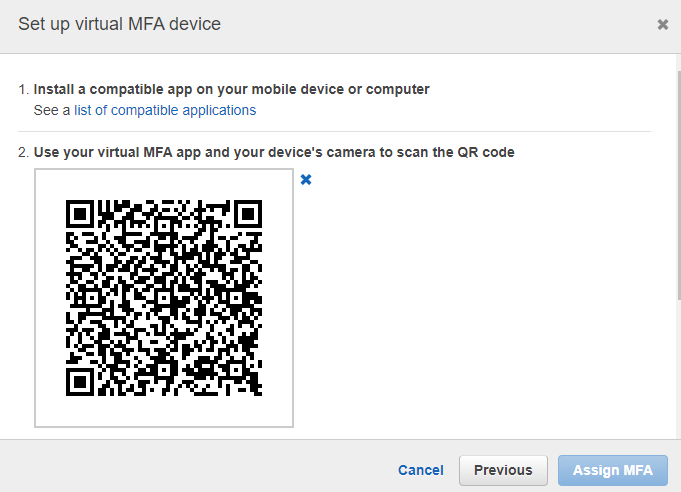 Set up virtual MFA device
1. Install a compatible app on your mobile device or computer
See a list of compatible applications
2. Use your virtual MFA app and your device's camera to scan the QR code
Cancel Previous Assign MFA